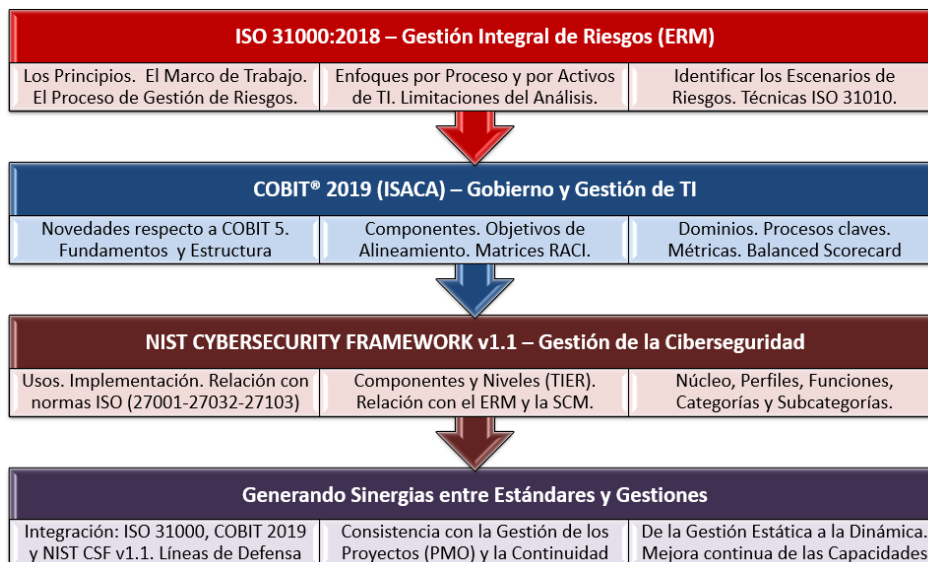 ISO 31000:2018 – Gestión Integral de Riesgos (ERM)
Los Principios. El Marco de Trabajo.
El Proceso de Gestión de Riesgos.
Enfoques por Proceso y por Activos
de TI. Limitaciones del Análisis.
Identificar los Escenarios de
Riesgos. Técnicas ISO 31010.
COBIT® 2019 (ISACA) – Gobierno y Gestión de TI
Novedades respecto a COBIT 5.
Fundamentos y Estructura
Componentes. Objetivos de
Alineamiento. Matrices RACI.
Dominios. Procesos claves.
Métricas. Balanced Scorecard
NIST CYBERSECURITY FRAMEWORK v1.1 – Gestión de la Ciberseguridad
Usos. Implementación. Relación con
normas ISO (27001-27032-27103)
Componentes y Niveles (TIER).
Relación con el ERM y la SCM.
Núcleo, Perfiles, Funciones,
Categorías y Subcategorías.
Generando Sinergias entre Estándares y Gestiones
Integración: ISO 31000, COBIT 2019
y NIST CSF v1.1. Líneas de Defensa
Consistencia con la Gestión de los
Proyectos (PMO) y la Continuidad
De la Gestión Estática a la Dinámica.
Mejora continua de las Capacidades